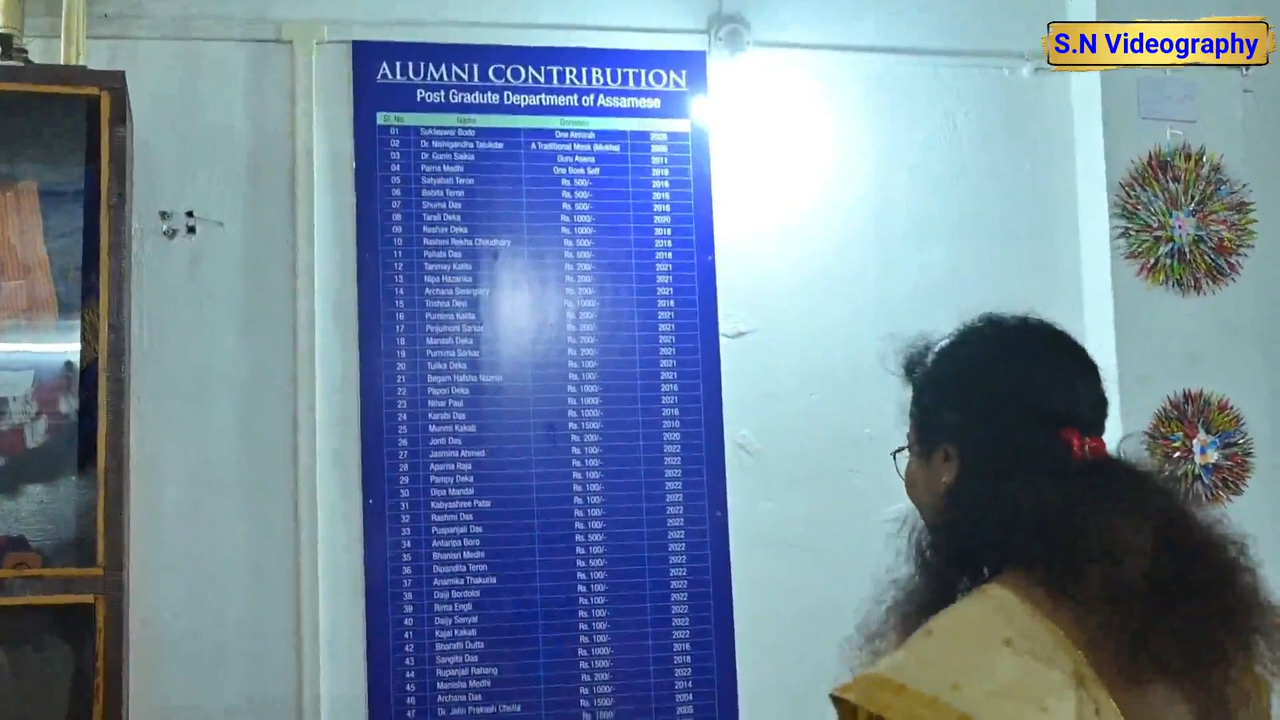 S.N Videography
ALUMNI CONTRIBUTION
Post Gradute Department of Assamese
Sl. No. Name Donation
01 Sukleswar Bodo One Almirah
02 Dr. Nishigandha Talukdar A Traditional Mask (Mukha)
03 Dr. Gunin Saikia Guru Asana 2011
04 Parna Medhi One Book Self
05 Satyabati Teron Rs. 500/- 2016
06 Babita Teron Rs. 500/- 2016
07 Shuma Das Rs. 500/- 2016
08 Tarali Deka Rs. 1000/- 2020
09 Keshav Deka Rs. 1000/- 2018
10 Rashmi Rekha Choudhary Rs. 500/- 2018
11 Pallabi Das Rs. 500/- 2018
12 Tanmay Kalita Rs. 200/- 2021
13 Nipa Hazarika Rs. 200/- 2021
14 Archana Swargiary Rs. 200/- 2021
15 Trishna Devi Rs. 1000/- 2018
16 Purnima Kalita Rs. 200/- 2021
17 Pinjumoni Sarkar Rs. 200/- 2021
18 Manash Deka Rs. 200/- 2021
19 Purnima Sarkar Rs. 200/- 2021
20 Tulika Deka Rs. 100/- 2021
21 Begam Hafisha Nazmin Rs. 100/- 2021
22 Papori Deka Rs. 1000/- 2016
23 Nihar Paul Rs. 1000/- 2021
24 Karabi Das Rs. 1000/- 2016
25 Munmi Kakati Rs. 1500/- 2010
26 Jonti Das Rs. 200/- 2020
27 Jasmina Ahmed Rs. 100/- 2022
28 Aparna Raja Rs. 100/- 2022
29 Pampy Deka Rs. 100/- 2022
30 Dipa Mandal Rs. 100/- 2022
31 Kabyashree Patar Rs. 100/- 2022
32 Rashmi Das Rs. 100/- 2022
33 Puspanjali Das Rs. 100/- 2022
34 Antaripa Boro Rs. 500/- 2022
35 Bhanisri Medhi Rs. 100/- 2022
36 Dipandita Teron Rs. 500/- 2022
37 Anamika Thakuria Rs. 100/- 2022
38 Daiji Bordoloi Rs. 100/- 2022
39 Rima Engti Rs. 100/- 2022
40 Daijy Senyal Rs. 100/- 2022
41 Kajal Kakati Rs. 100/- 2022
42 Bharati Dutta Rs. 1000/- 2016
43 Sangita Das Rs. 1500/- 2018
44 Rupanjali Rahang Rs. 200/- 2022
45 Manisha Medhi Rs. 1000/- 2014
46 Archana Das Rs. 1500/- 2004
47 Dr. Jatin Prakash 2005